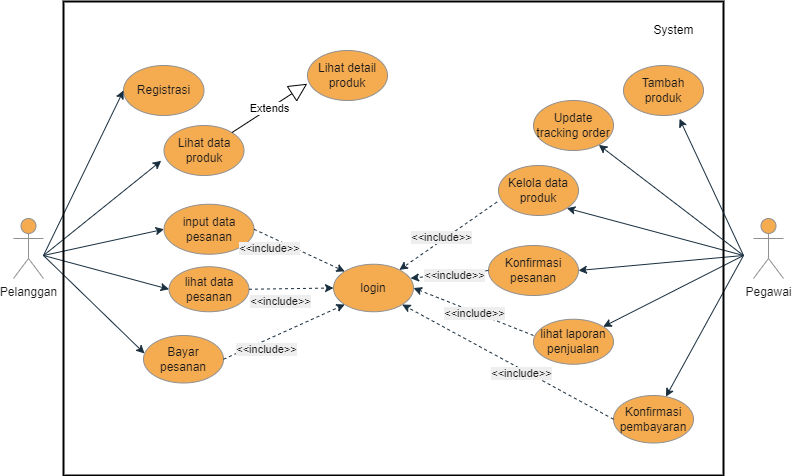 System
Registrasi
Lihat detail
produk
Extends
Lihat data
produk
Tambah
produk
Update
tracking order
Kelola data
produk
input data
pesanan
<<include>>
<<include>>
Pelanggan
lihat data
pesanan
<<include>>
login
<<include>>
Konfirmasi
pesanan
Pegawai
<<include>>
lihat laporan
penjualan
Bayar
pesanan
<<include>>
<<include>>
Konfirmasi
pembayaran